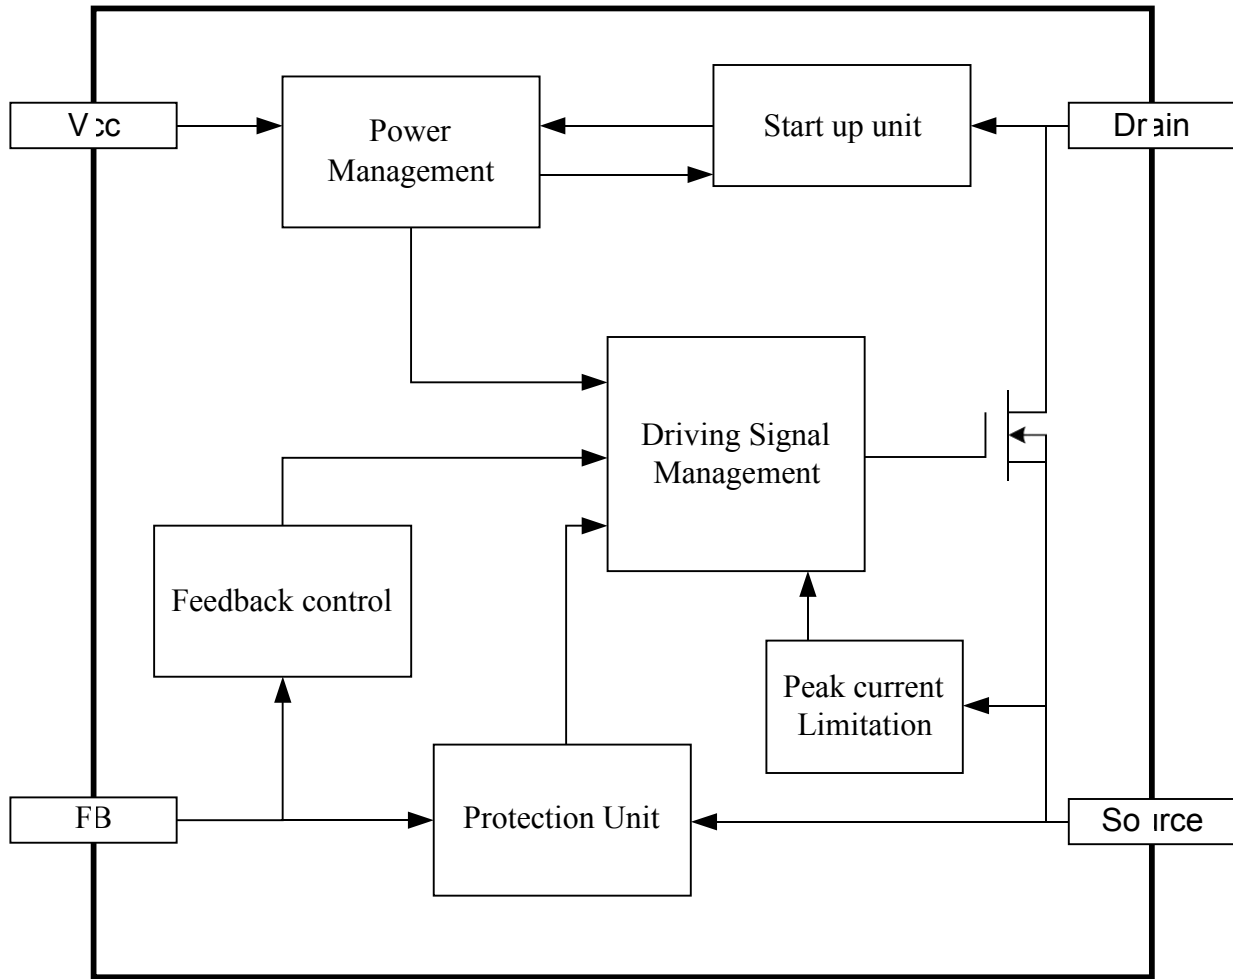 Vcc
Power
Management
Start up unit
Drain
Driving Signal
Management
Feedback control
Peak current
Limitation
FB
Protection Unit
Source